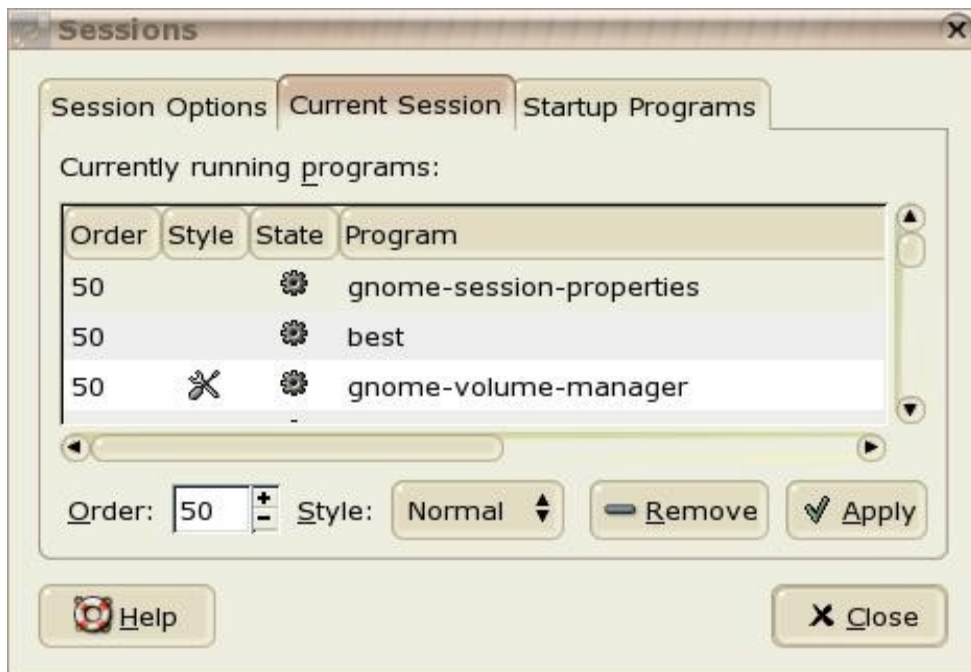 Sessions
Session Options Current Session Startup Programs
Currently running programs:
Order Style State Program
50 gnome-session-properties
50 best
50 gnome-volume-manager
Order: 50 Style: Normal Remove Apply
Help Close